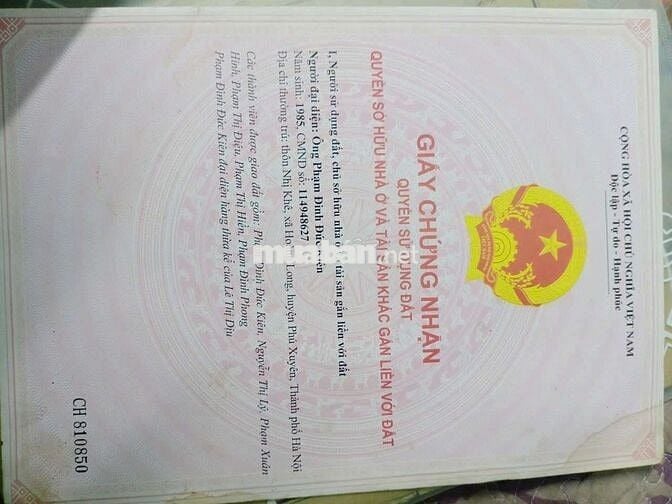 CỘNG HÒA XÃ HỘI CHỦ NGHĨA VIỆT NAM
Độc lập - Tự do - Hạnh phúc
GIẤY CHỨNG NHẬN
QUYỀN SỬ DỤNG ĐẤT
QUYỀN SỞ HỮU NHÀ Ở VÀ TÀI SẢN KHÁC GẮN LIỀN VỚI ĐẤT
I, Người sử dụng đất, chủ sở hữu nhà ở tài sản gắn liền với đất
Người đại diện: Ông Phạm Đình Đức
Năm sinh: 1985, CMND số: 114948627
Địa chỉ thường trú: thôn Nhị Khê, xã Long, huyện Phú Xuyên, Thành phố Hà Nội
Các thành viên được giao đất gồm: Phạm Đình Đức Kiên, Nguyễn Thị Lý, Phạm Xuân
Hinh, Phạm Thị Điệu, Phạm Thị Hiền, Phạm Đình Phong
Phạm Đình Đức Kiên đại diện hàng thừa kế của Lê Thị Dịu
CH 810850
muaban.net